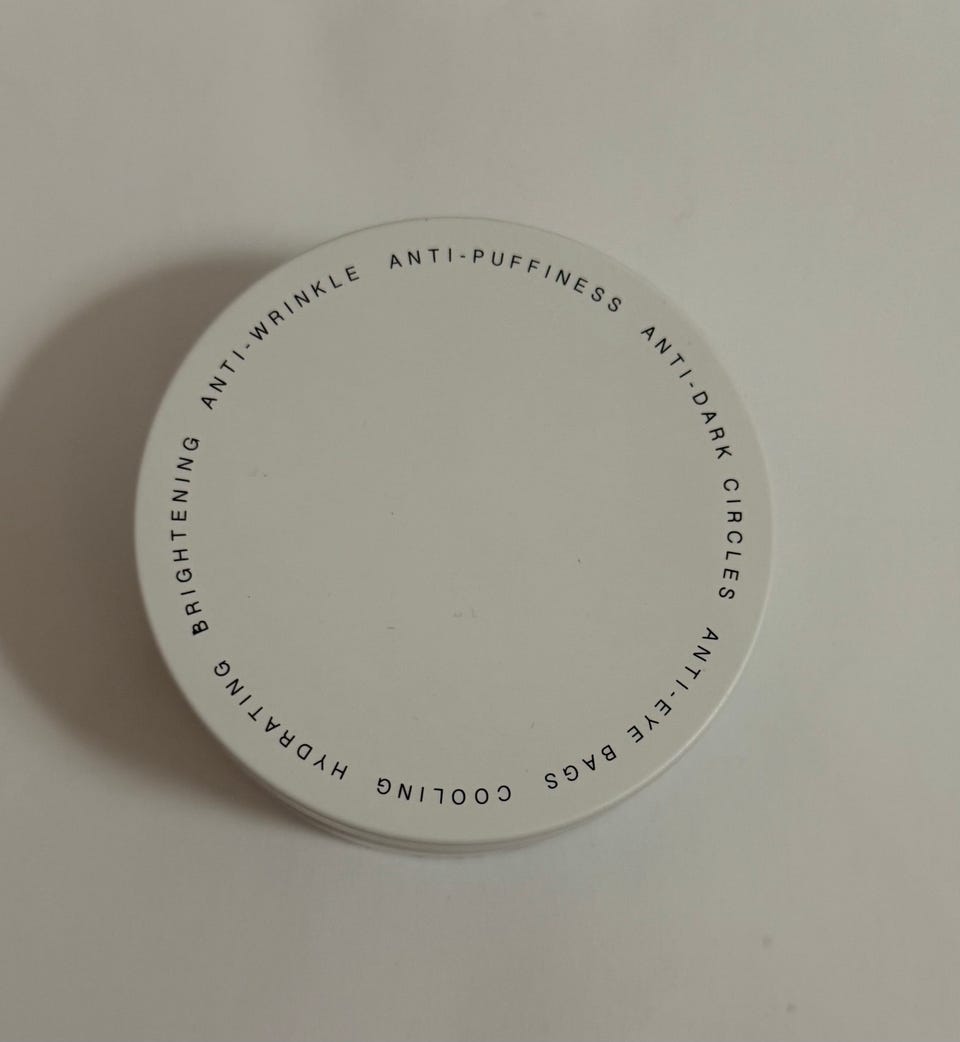 ANTI-PUFFINESS
ANTI-DARK CIRCLES
ANTI-EYE BAGS
COOLING
HYDRATING
BRIGHTENING
ANTI-WRINKLE